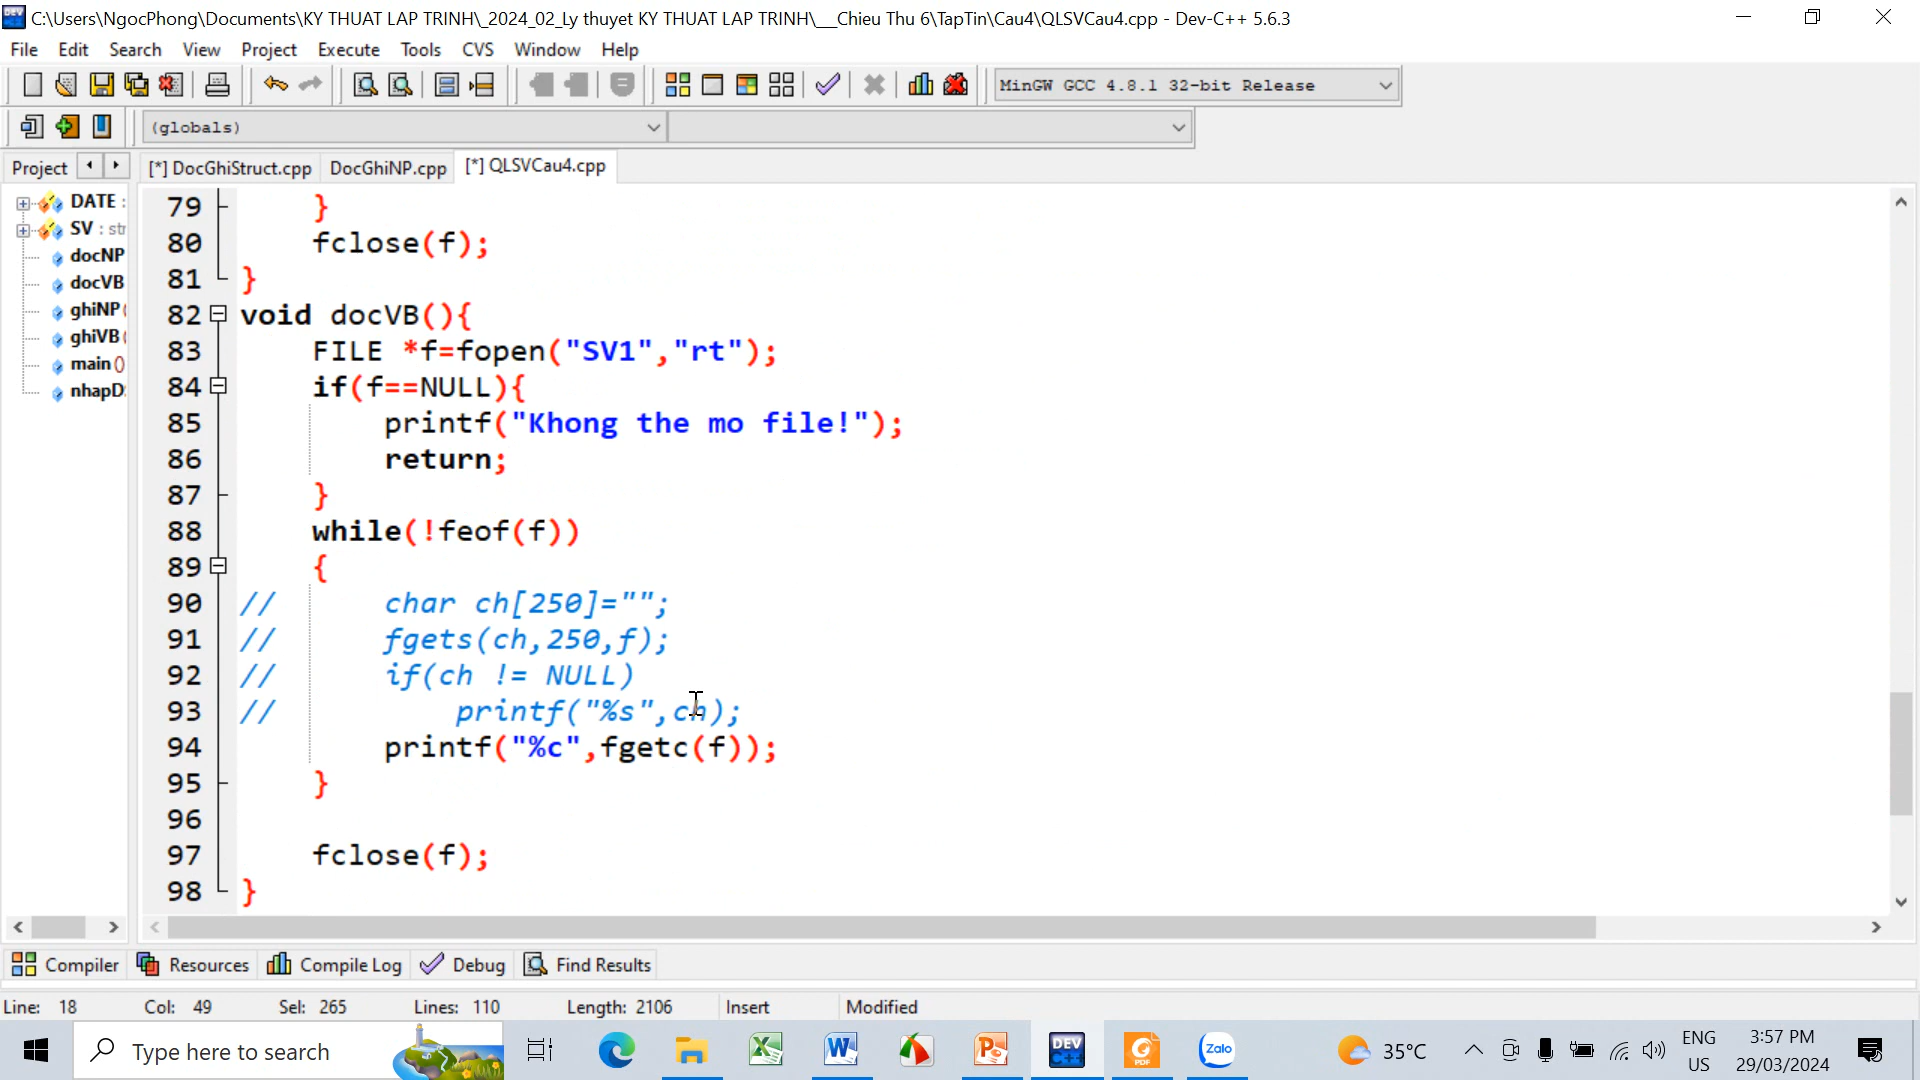 C:\Users\NgocPhong\Documents\KY THUAT LAP TRINH\_2024_02_Ly thuyet KY THUAT LAP TRINH\__Chieu Thu 6\TapTin\Cau4\QLSVCau4.cpp - Dev-C++ 5.6.3
File Edit Search View Project Execute Tools CVS Window Help
MinGW GCC 4.8.1 32-bit Release
(globals)
Project [*] DocGhiStruct.cpp DocGhiNP.cpp [*] QLSVCau4.cpp
DATE :
SV : str
docNP
docVB
ghiNP(
ghiVB(
main()
nhapD
79 }
80 fclose(f);
81 }
82 void docVB(){
83 FILE *f=fopen("SV1","rt");
84 if(f==NULL){
85 printf("Khong the mo file!");
86 return;
87 }
88 while(!feof(f))
89 {
90 // char ch[250]="";
91 // fgets(ch,250,f);
92 // if(ch != NULL)
93 // printf("%s",ch);
94 printf("%c",fgetc(f));
95 }
96
97 fclose(f);
98 }
Compiler Resources Compile Log Debug Find Results
Line: 18 Col: 49 Sel: 265 Lines: 110 Length: 2106 Insert Modified
DEV
Type here to search
DEV C++
PDF
Zalo
35°C
ENG
US
3:57 PM
29/03/2024